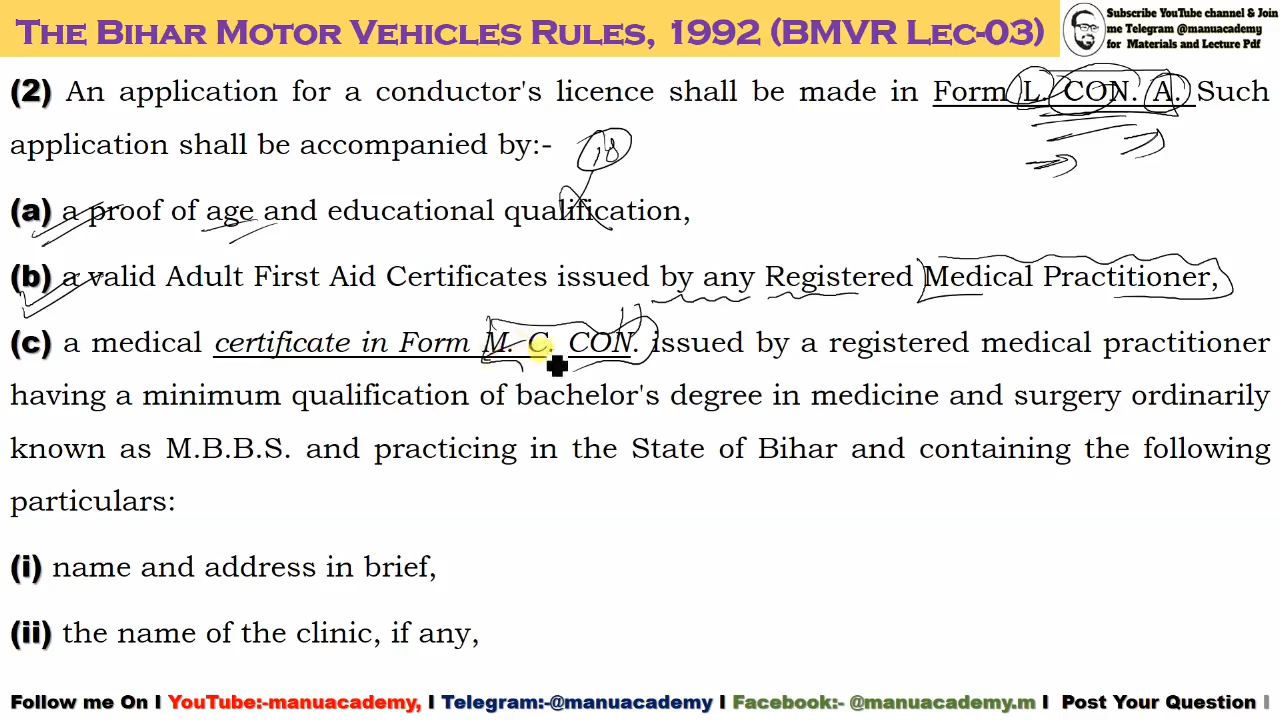 THE BIHAR MOTOR VEHICLES RULES, 1992 (BMVR LEC-03)
Subscribe YouTube channel & Join
me Telegram @manuacademy
for Materials and Lecture Pdf
(2) An application for a conductor's licence shall be made in Form L. CON. A. Such
application shall be accompanied by:-
18
(a) a proof of age and educational qualification,
(b) a valid Adult First Aid Certificates issued by any Registered Medical Practitioner,
(c) a medical certificate in Form M. C. CON. issued by a registered medical practitioner
having a minimum qualification of bachelor's degree in medicine and surgery ordinarily
known as M.B.B.S. and practicing in the State of Bihar and containing the following
particulars:
(i) name and address in brief,
(ii) the name of the clinic, if any,
Follow me On I YouTube:-manuacademy, I Telegram:-@manuacademy I Facebook:- @manuacademy.m I Post Your Question I